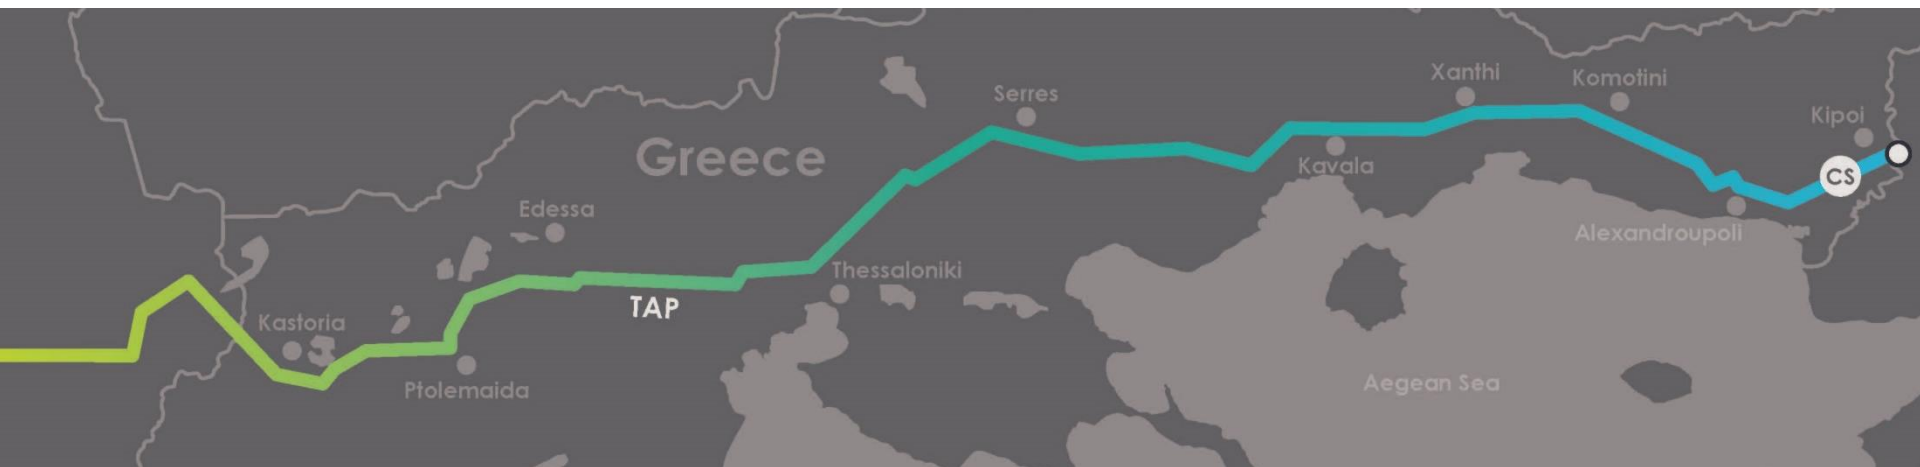 Xanthi
Komotini
Serres
Kipoi
Greece
Kavala
CS
Edessa
Alexandroupoli
Thessaloniki
TAP
Kastoria
Ptolemaida
Aegean Sea